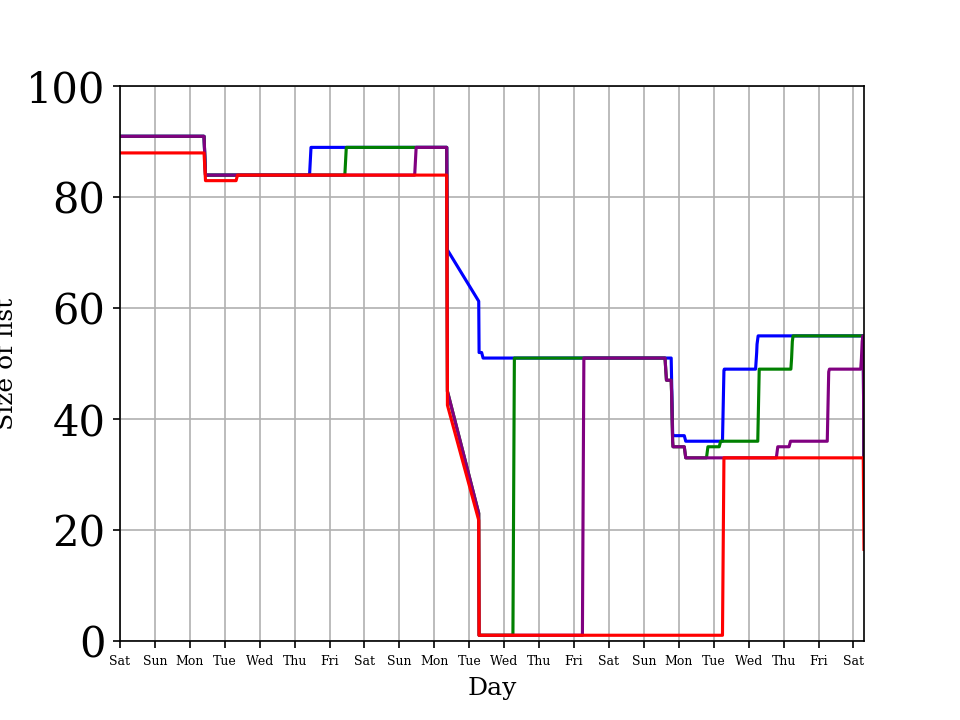 100
80
60
40
20
0
Size of list
Sat Sun Mon Tue Wed Thu Fri Sat Sun Mon Tue Wed Thu Fri Sat Sun Mon Tue Wed Thu Fri Sat
Day